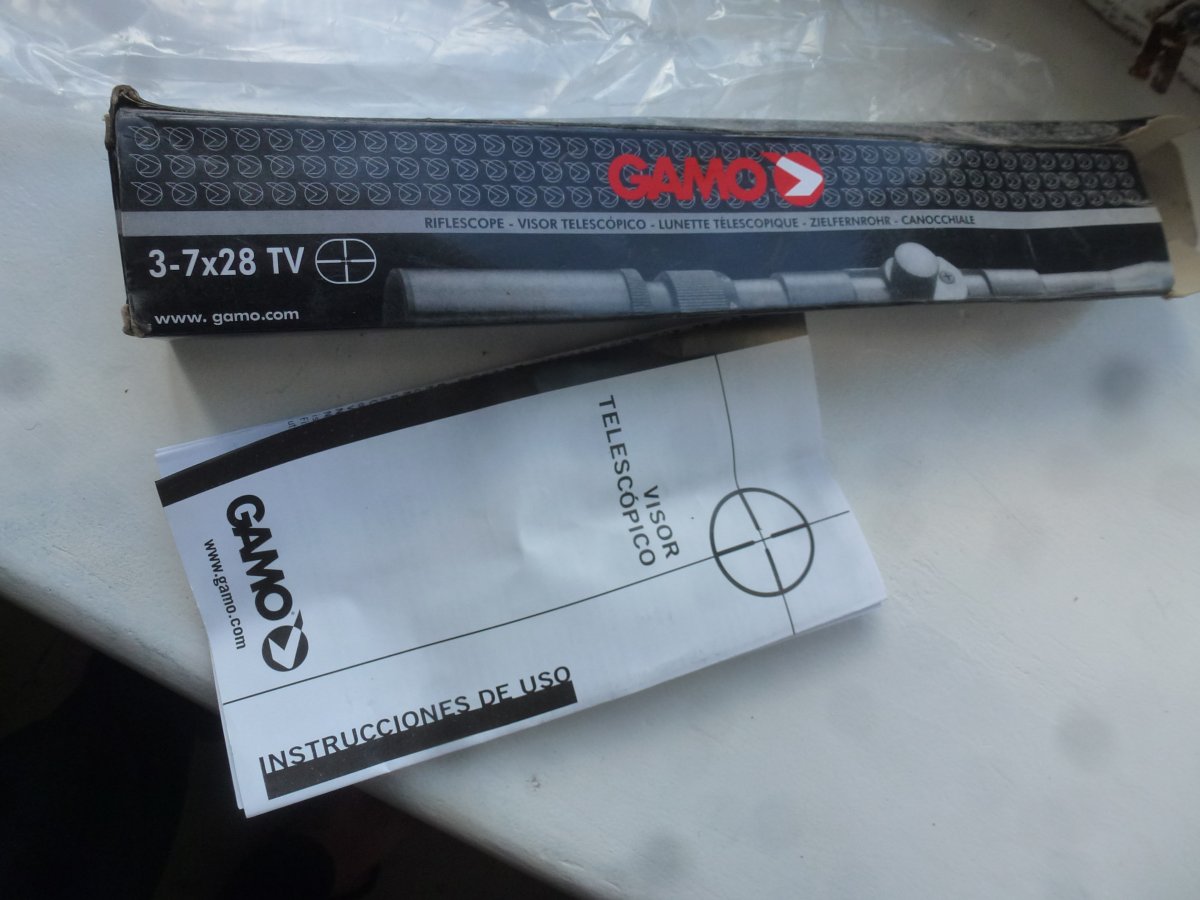 GAMO
RIFLESCOPE - VISOR TELESCÓPICO - LUNETTE TÉLESCOPIQUE - ZIELFERNROHR - CANOCCHIALE
3-7x28 TV
www. gamo.com
VISOR
TELESCÓPICO
GAMO®
www.gamo.com
INSTRUCCIONES DE USO